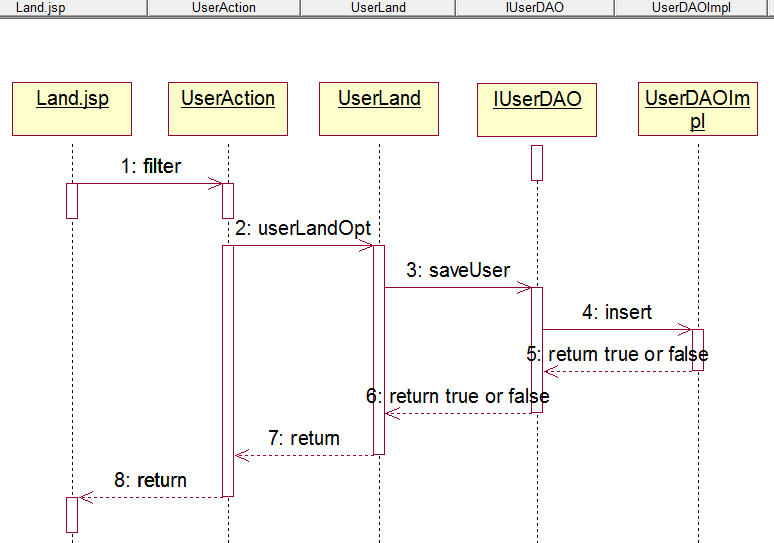 Land.jsp UserAction UserLand IUserDAO UserDAOImpl
Land.jsp UserAction UserLand IUserDAO UserDAOIm
pl
1: filter
2: userLandOpt
3: saveUser
4: insert
5: return true or false
6: return true or false
7: return
8: return